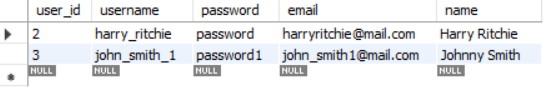 user_id username password email name
2 harry_ritchie password harryritchie@mail.com Harry Ritchie
3 john_smith_1 password1 john_smith1@mail.com Johnny Smith
NULL NULL NULL NULL NULL